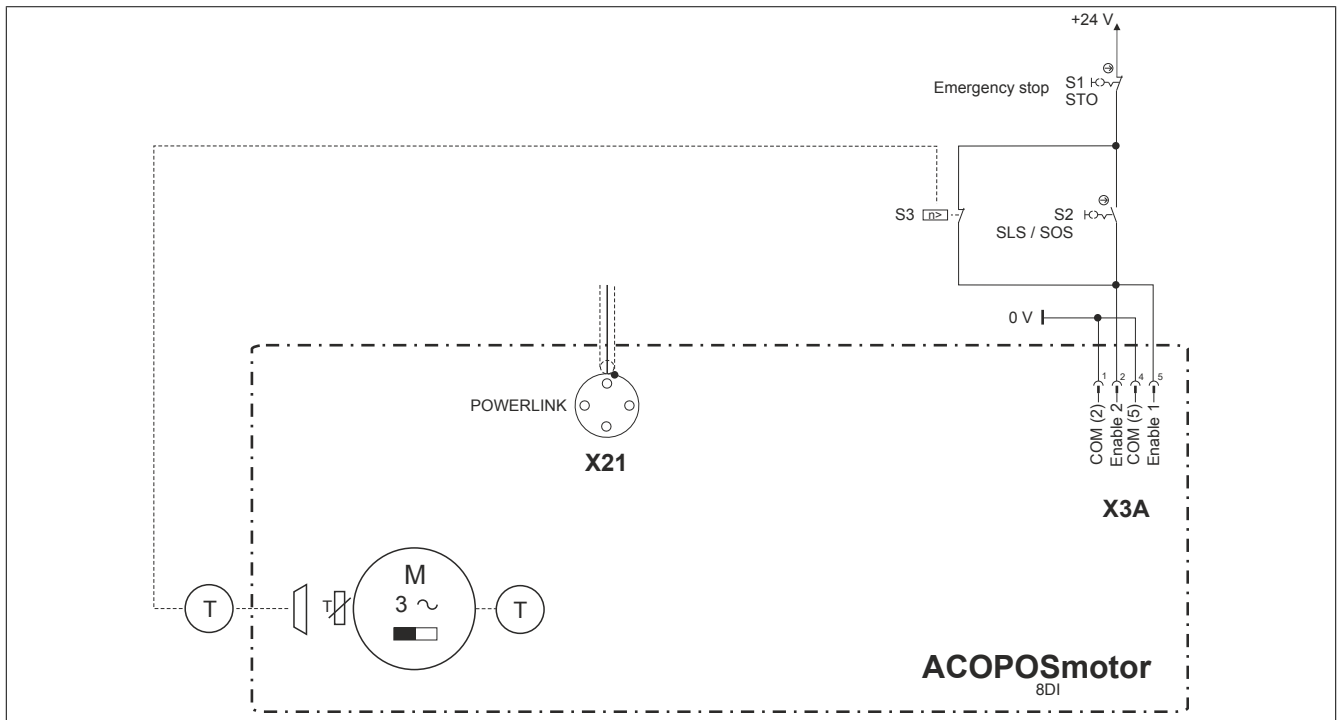 +24 V
Emergency stop
S1
STO
S3
n>
S2
SLS / SOS
0 V
1
2
4
5
COM (2)
Enable 2
COM (5)
Enable 1
POWERLINK
X21
X3A
T
T
M
3 ~
T
ACOPOSmotor
8DI